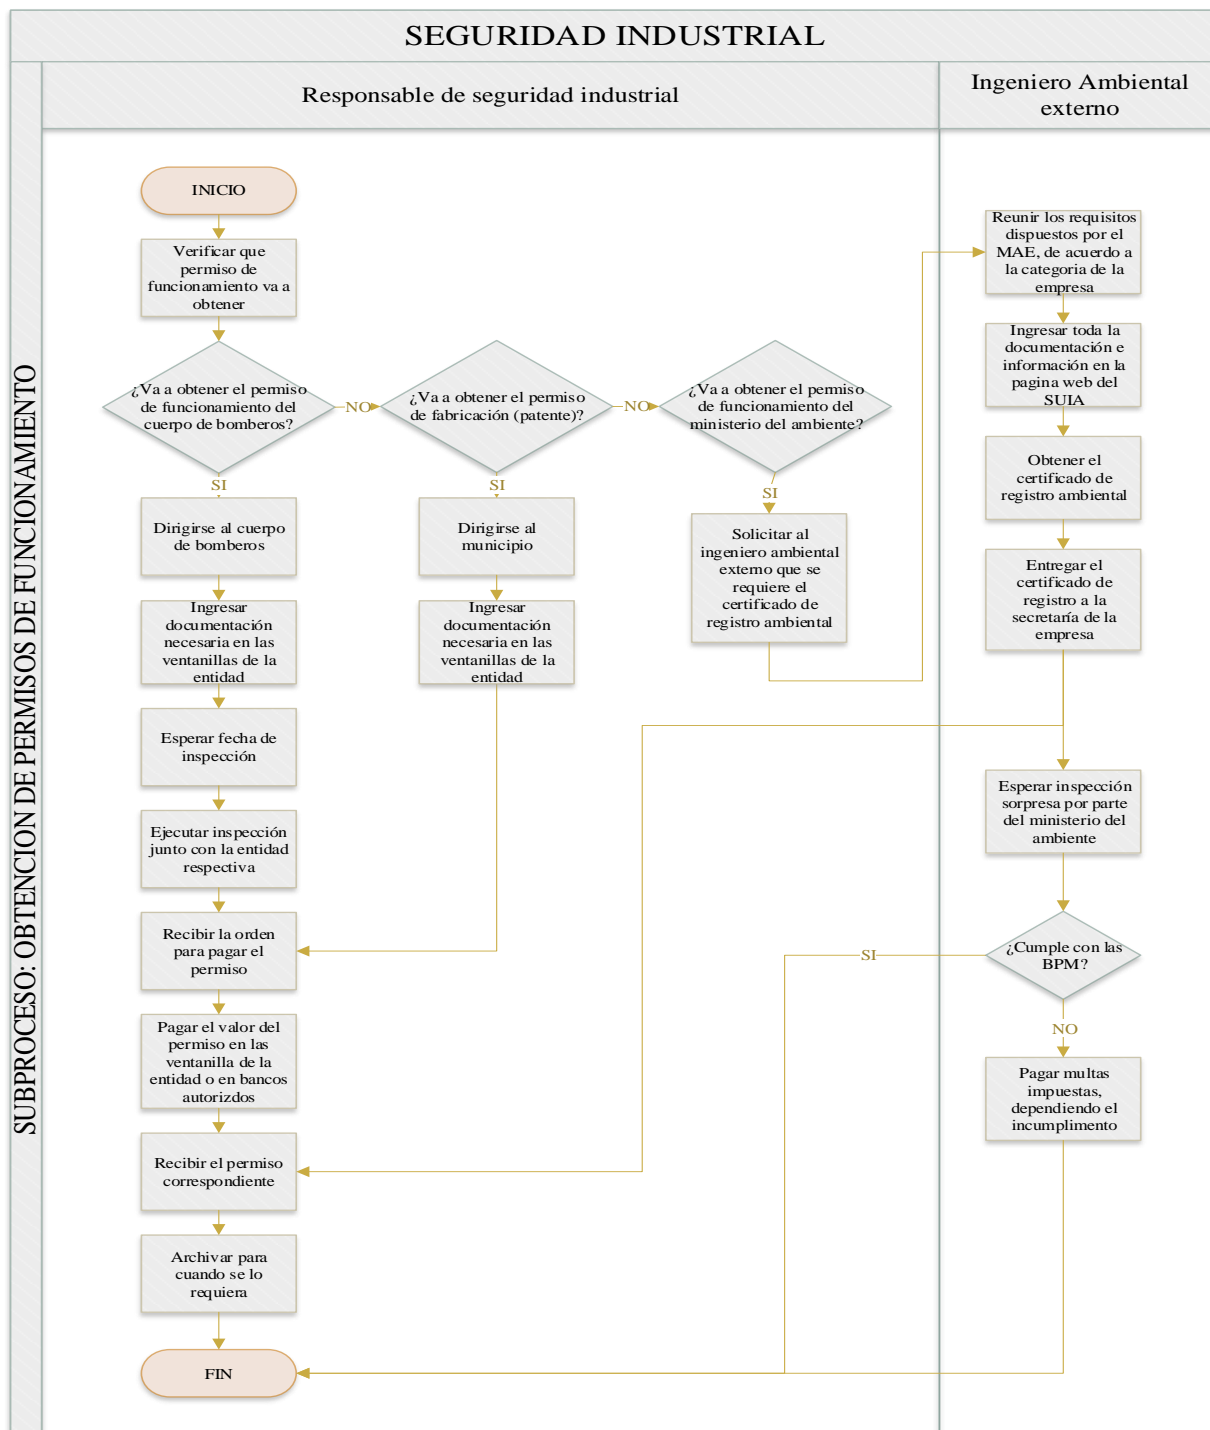 SEGURIDAD INDUSTRIAL
SUBPROCESO: OBTENCION DE PERMISOS DE FUNCIONAMIENTO
Responsable de seguridad industrial
Ingeniero Ambiental
externo
INICIO
Verificar que
permiso de
funcionamiento va a
obtener
¿Va a obtener el permiso
de funcionamiento del
cuerpo de bomberos?
NO
¿Va a obtener el permiso
de fabricación (patente)?
NO
¿Va a obtener el permiso
de funcionamiento del
ministerio del ambiente?
SI
SI
SI
Dirigirse al cuerpo
de bomberos
Ingresar
documentación
necesaria en las
ventanillas de la
entidad
Esperar fecha de
inspección
Ejecutar inspección
junto con la entidad
respectiva
Recibir la orden
para pagar el
permiso
Pagar el valor del
permiso en las
ventanilla de la
entidad o en bancos
autorizdos
Recibir el permiso
correspondiente
Archivar para
cuando se lo
requiera
FIN
Dirigirse al
municipio
Ingresar
documentación
necesaria en las
ventanillas de la
entidad
Solicitar al
ingeniero ambiental
externo que se
requiere el
certificado de
registro ambiental
Reunir los requisitos
dispuestos por el
MAE, de acuerdo a
la categoria de la
empresa
Ingresar toda la
documentación e
información en la
pagina web del
SUIA
Obtener el
certificado de
registro ambiental
Entregar el
certificado de
registro a la
secretaría de la
empresa
Esperar inspección
sorpresa por parte
del ministerio del
ambiente
¿Cumple con las
BPM?
SI
NO
Pagar multas
impuestas,
dependiendo el
incumplimento